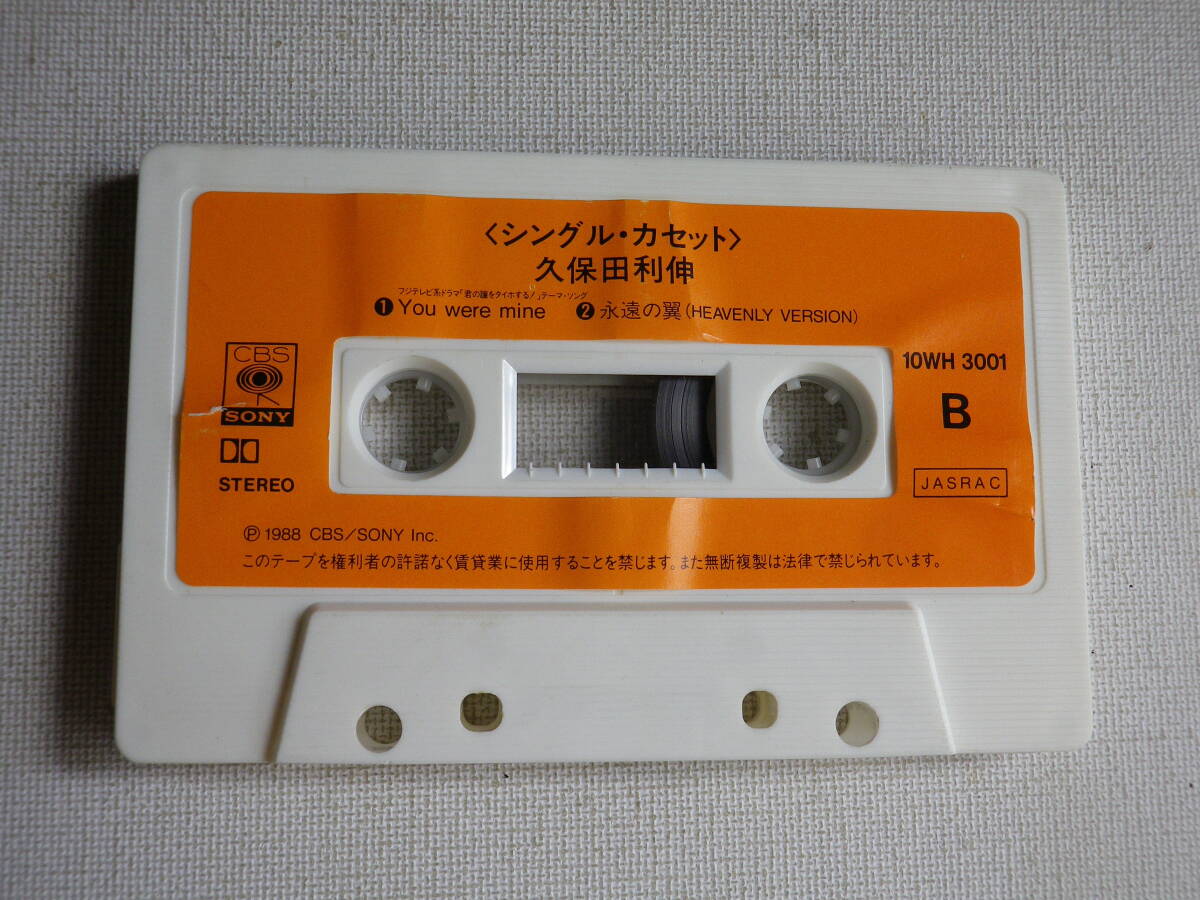 〈シングル・カセット〉
久保田利伸
フジテレビ系ドラマ「君の瞳をタイホする!」テーマ・ソング
❶ You were mine ❷ 永遠の翼(HEAVENLY VERSION)
CBS
SONY
STEREO
10WH 3001
B
JASRAC
Ⓟ 1988 CBS/SONY Inc.
このテープを権利者の許諾なく賃貸業に使用することを禁じます。また無断複製は法律で禁じられています。